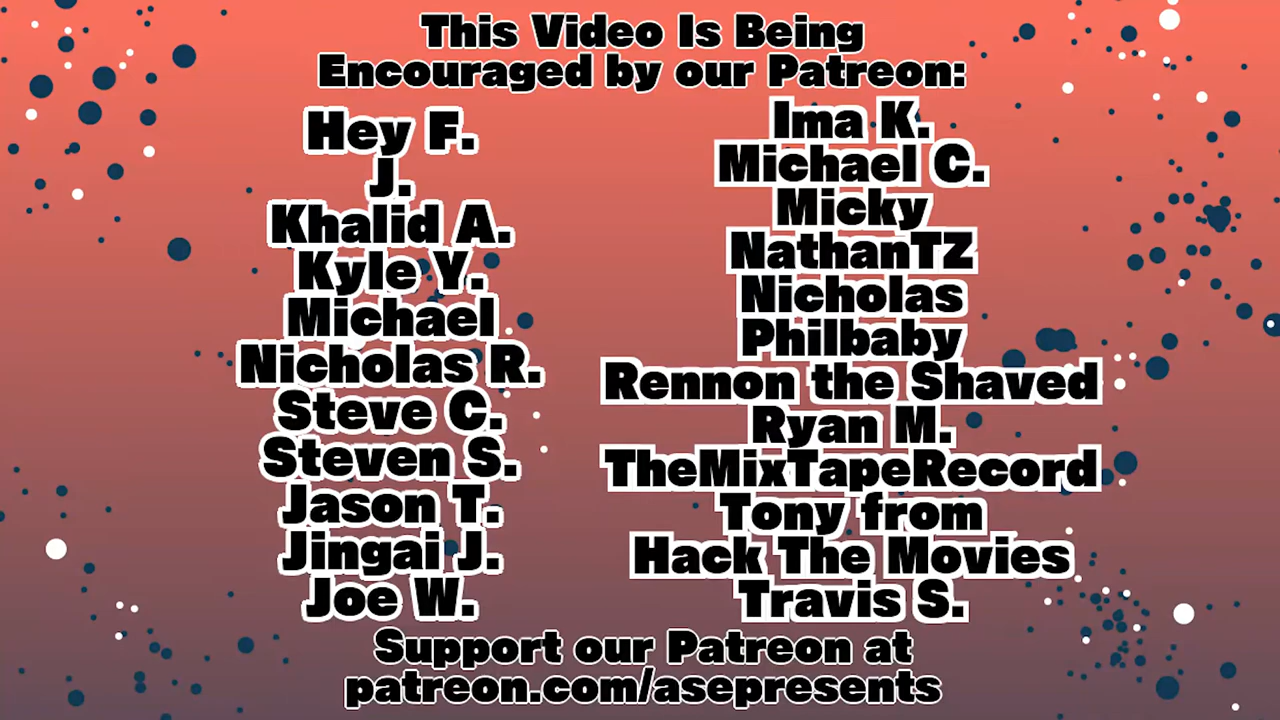 This Video Is Being
Encouraged by our Patreon:
Hey F.
J.
Khalid A.
Kyle Y.
Michael
Nicholas R.
Steve C.
Steven S.
Jason T.
Jingai J.
Joe W.
Ima K.
Michael C.
Micky
NathanTZ
Nicholas
Philbaby
Rennon the Shaved
Ryan M.
TheMixTapeRecord
Tony from
Hack The Movies
Travis S.
Support our Patreon at
patreon.com/asepresents